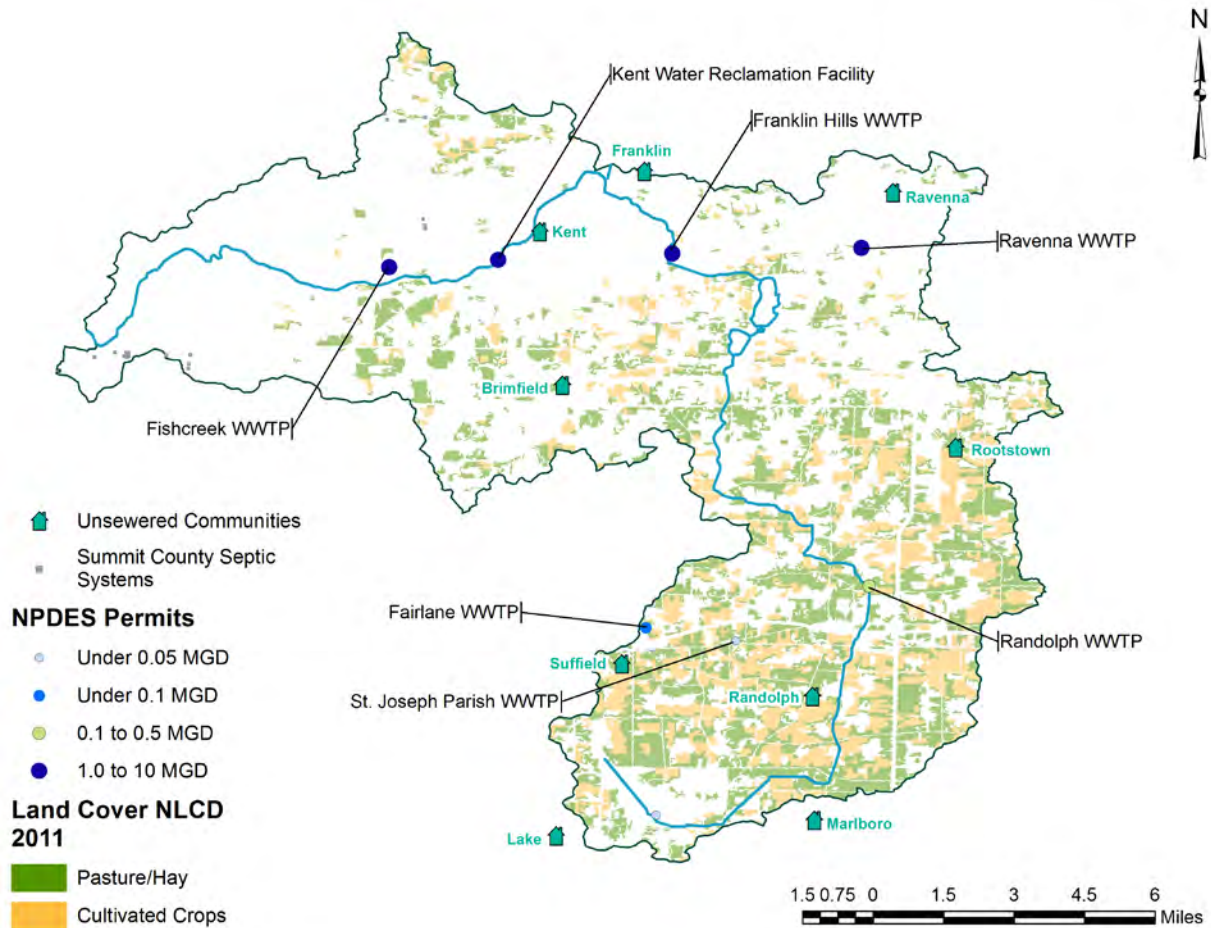 N
Kent Water Reclamation Facility
Franklin Hills WWTP
Franklin
Ravenna
Kent
Ravenna WWTP
Brimfield
Fishcreek WWTP
Rootstown
Unsewered Communities
Summit County Septic
Systems
NPDES Permits
Under 0.05 MGD
Under 0.1 MGD
0.1 to 0.5 MGD
1.0 to 10 MGD
Land Cover NLCD
2011
Pasture/Hay
Cultivated Crops
Fairlane WWTP
Randolph WWTP
Suffield
St. Joseph Parish WWTP
Randolph
Lake
Marlboro
1.5 0.75 0 1.5 3 4.5 6
Miles